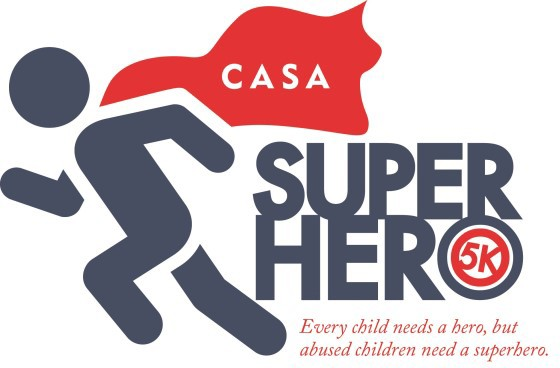 CASA
SUPER
HERO
5K
Every child needs a hero, but
abused children need a superhero.